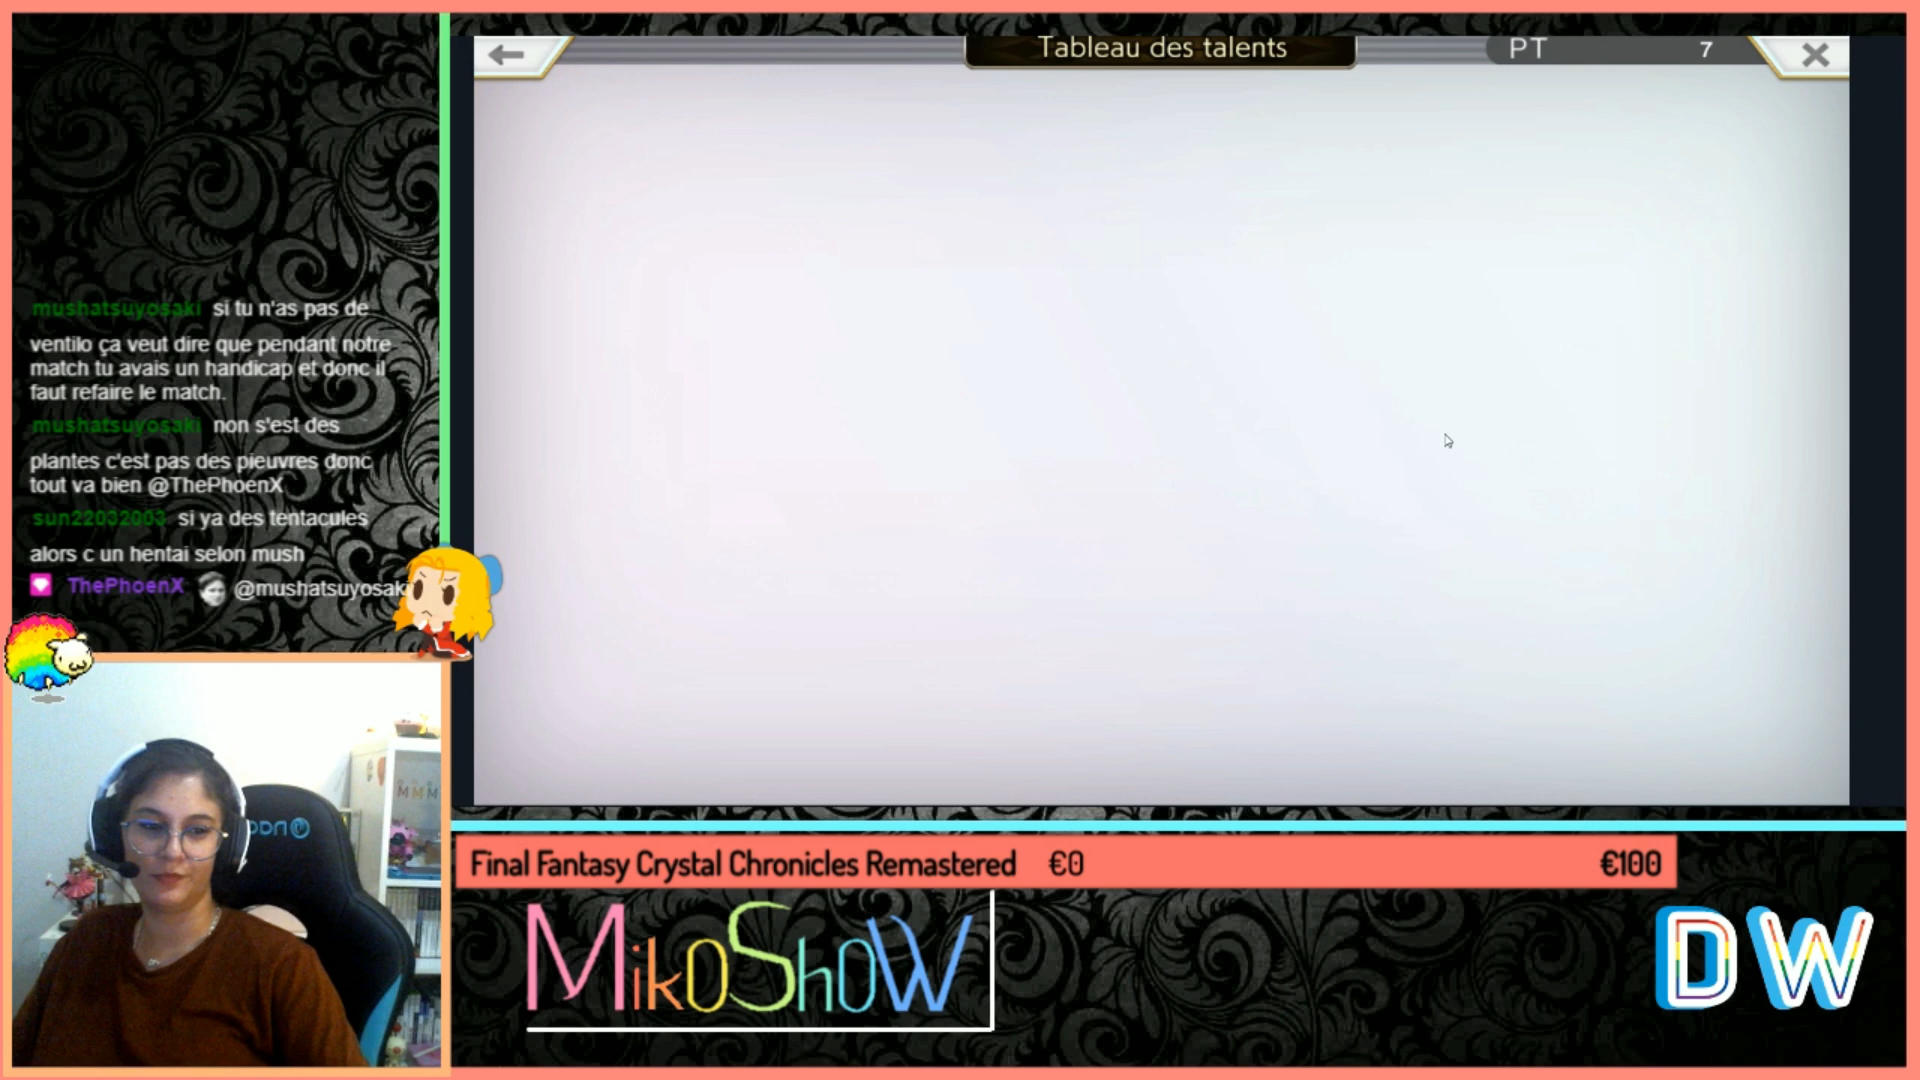 Tableau des talents
PT 7
mushatsuyosaki si tu n'as pas de
ventilo ça veut dire que pendant notre
match tu avais un handicap et donc il
faut refaire le match.
mushatsuyosaki non s'est des
plantes c'est pas des pieuvres donc
tout va bien @ThePhoenX
sun22032003 si ya des tentacules
alors c un hentai selon mush
ThePhoenX @mushatsuyosaki
Final Fantasy Crystal Chronicles Remastered €0 €100
MikoShoW
DW